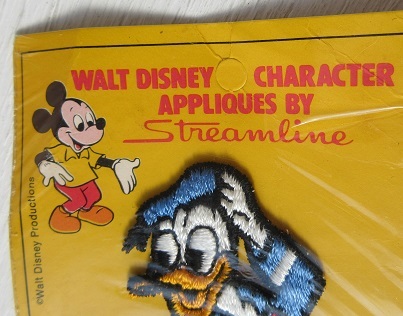 WALT DISNEY CHARACTER
APPLIQUES BY
Streamline
©Walt Disney Productions